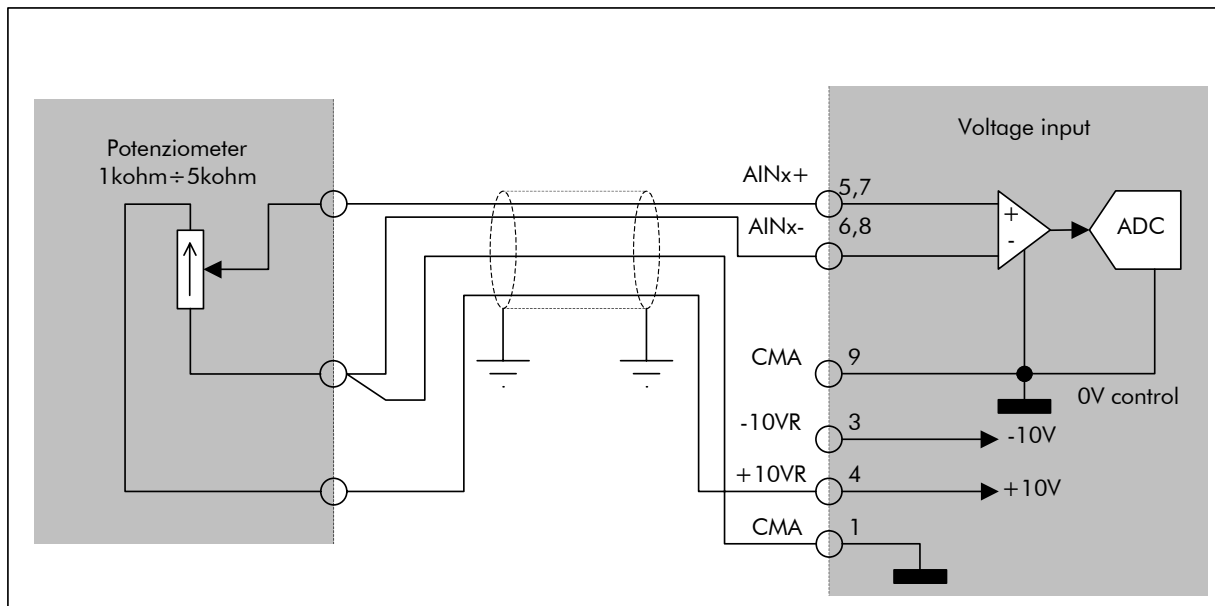 Potenziometer
1kohm÷5kohm
Voltage input
AINx+
5,7
AINx-
6,8
+
-
ADC
CMA
9
0V control
-10VR
3
-10V
+10VR
4
+10V
CMA
1